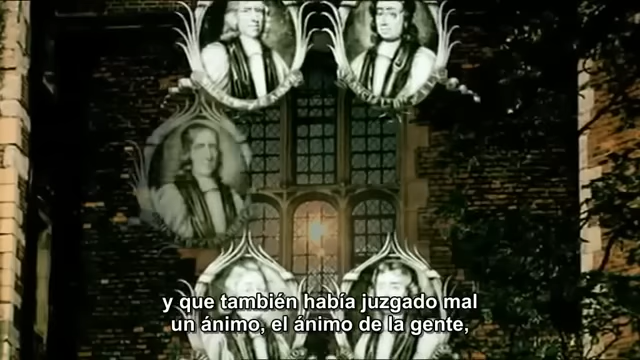 y que también había juzgado mal
un ánimo, el ánimo de la gente,